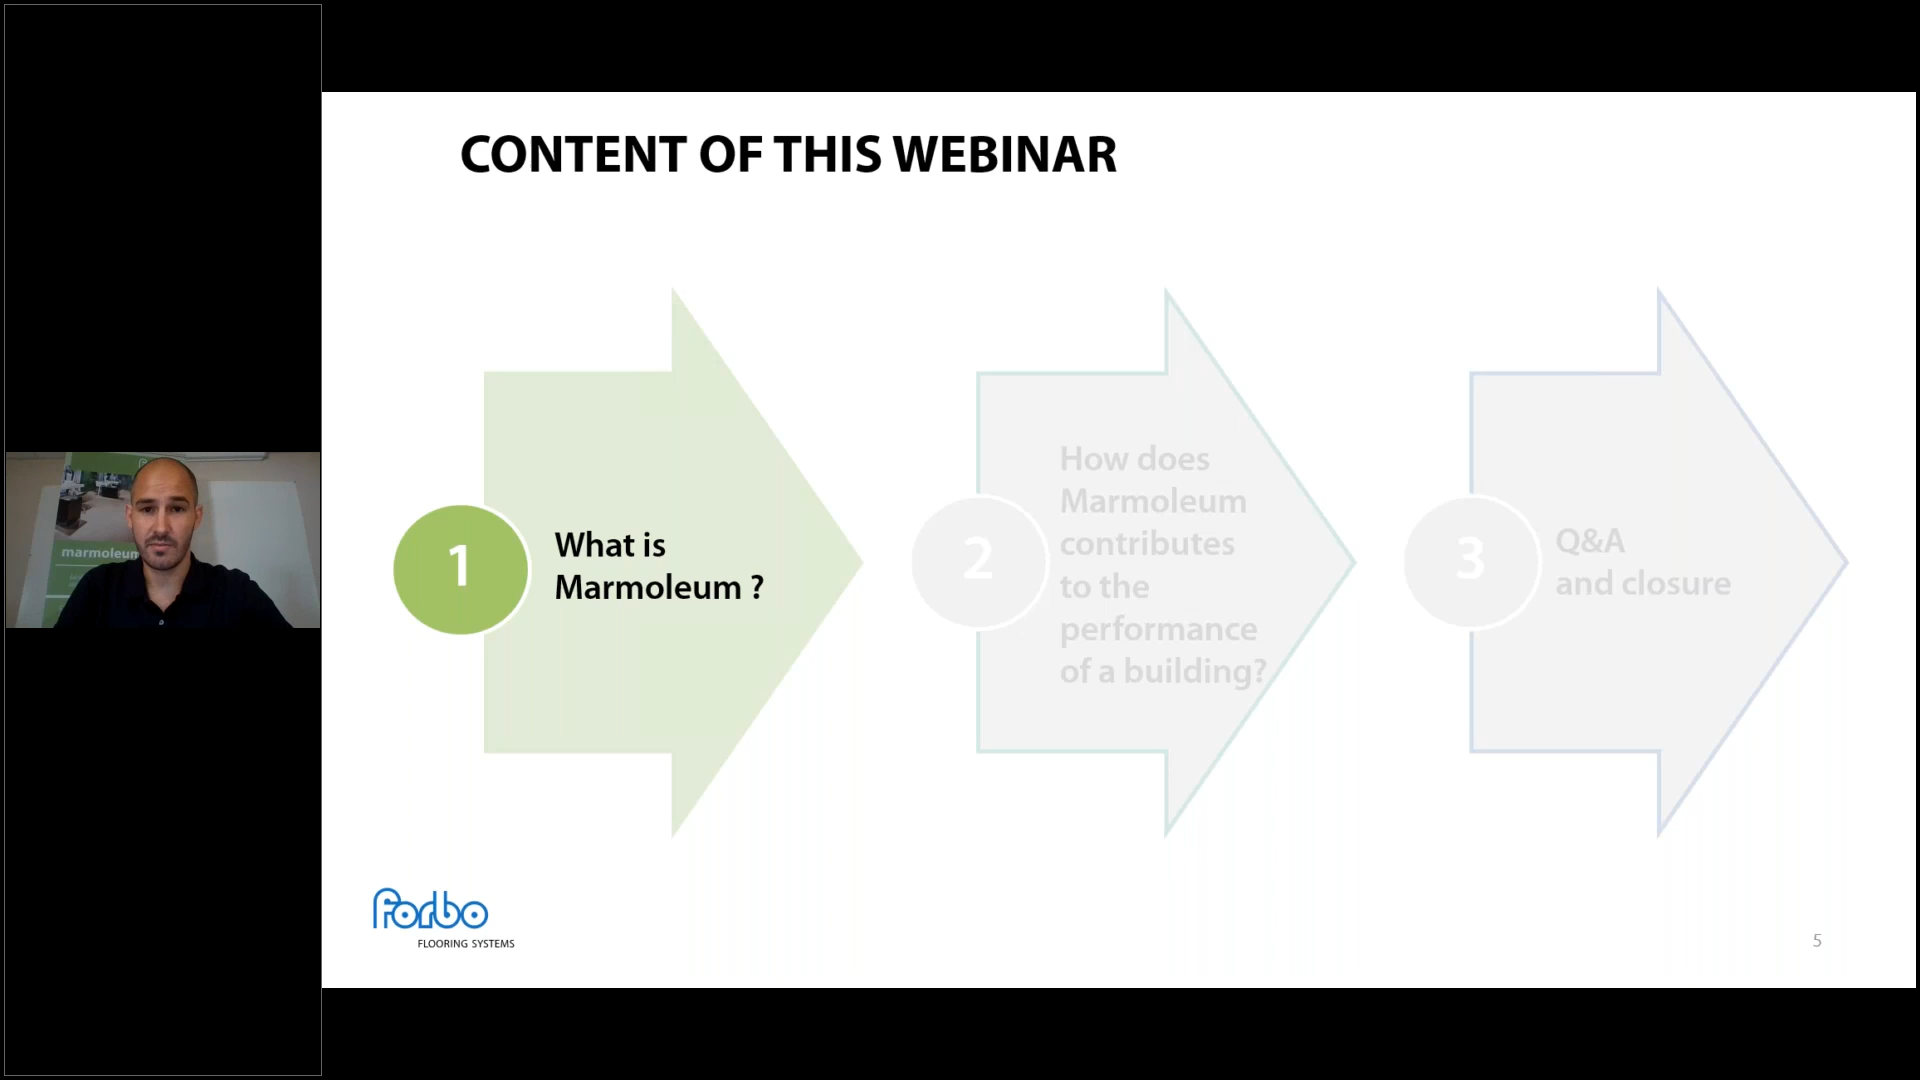 CONTENT OF THIS WEBINAR
1
What is
Marmoleum ?
2
How does
Marmoleum
contributes
to the
performance
of a building?
3
Q&A
and closure
marmoleum
forbo
FLOORING SYSTEMS
5